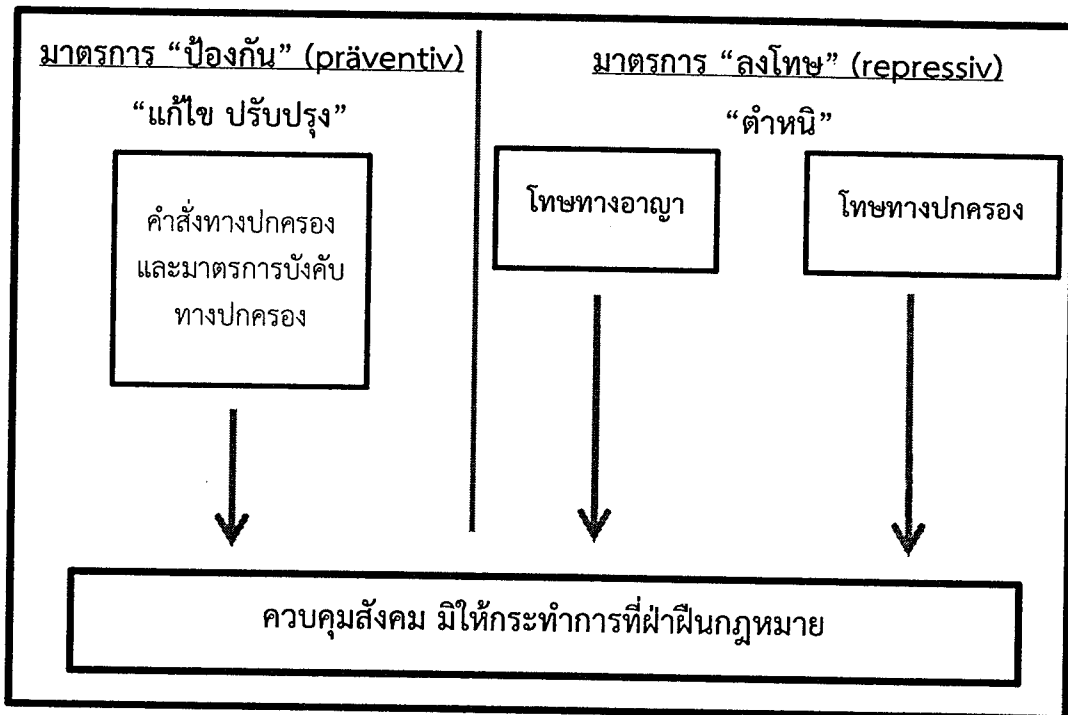 มาตรการ “ป้องกัน” (präventiv)
“แก้ไข ปรับปรุง”
คำสั่งทางปกครอง
และมาตรการบังคับ
ทางปกครอง
มาตรการ “ลงโทษ” (repressiv)
“ตำหนิ”
โทษทางอาญา
โทษทางปกครอง
ควบคุมสังคม มิให้กระทำการที่ฝ่าฝืนกฎหมาย